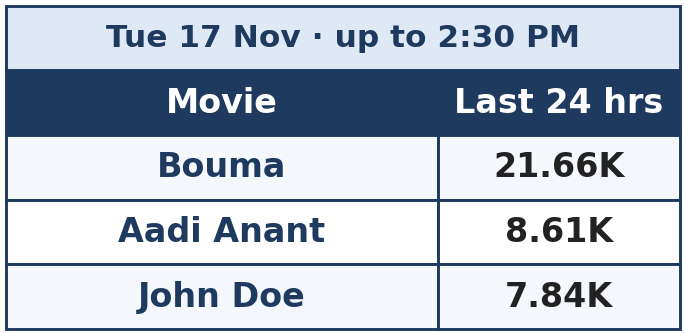 Tue 17 Nov · up to 2:30 PM
Movie Last 24 hrs
Bouma 21.66K
Aadi Anant 8.61K
John Doe 7.84K